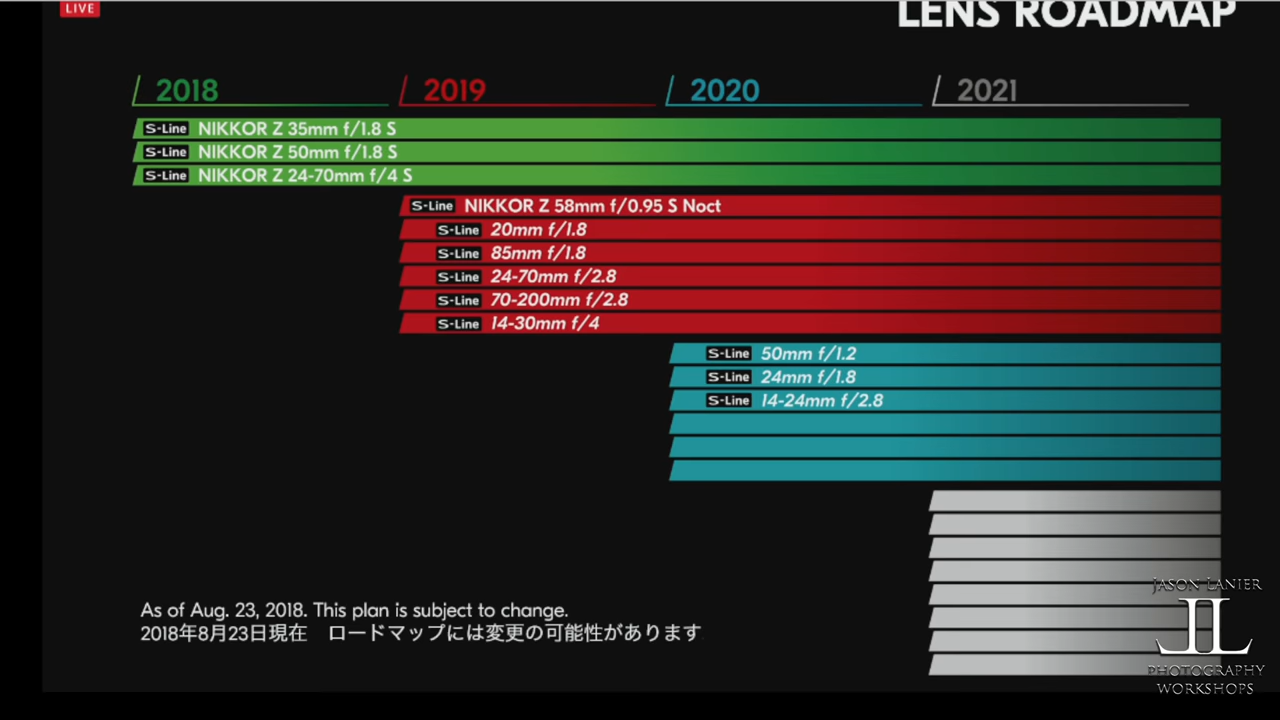 LIVE
LENS ROADMAP
2018 2019 2020 2021
S-Line NIKKOR Z 35mm f/1.8 S
S-Line NIKKOR Z 50mm f/1.8 S
S-Line NIKKOR Z 24-70mm f/4 S
S-Line NIKKOR Z 58mm f/0.95 S Noct
S-Line 20mm f/1.8
S-Line 85mm f/1.8
S-Line 24-70mm f/2.8
S-Line 70-200mm f/2.8
S-Line 14-30mm f/4
S-Line 50mm f/1.2
S-Line 24mm f/1.8
S-Line 14-24mm f/2.8
As of Aug. 23, 2018. This plan is subject to change.
2018年8月23日現在　ロードマップには変更の可能性があります
JASON LANIER
JL
PHOTOGRAPHY
WORKSHOPS